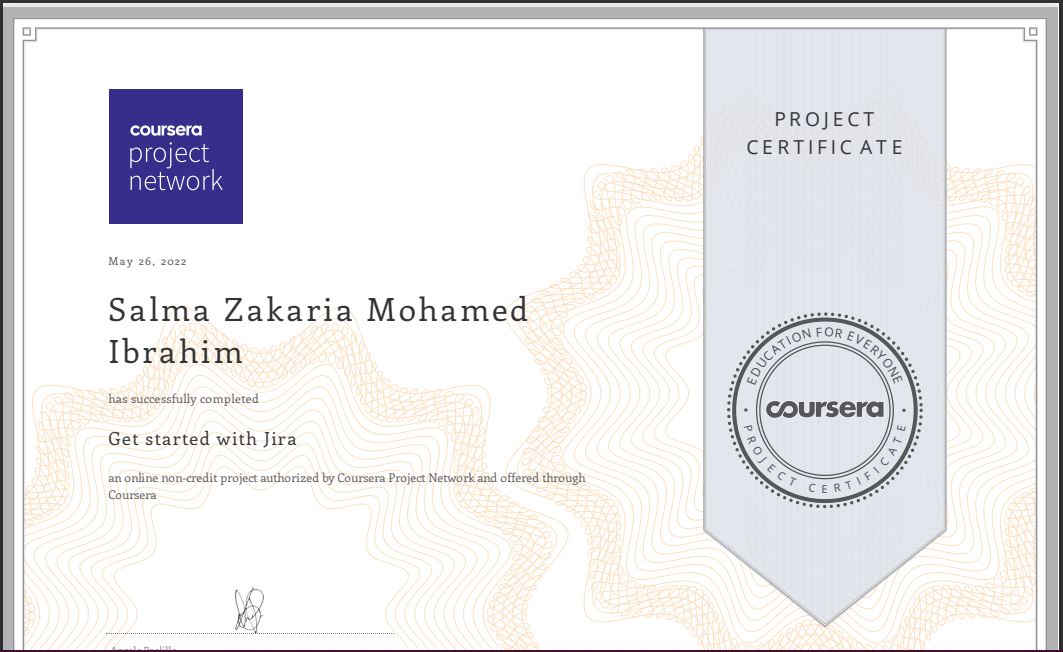 coursera
project
network
PROJECT
CERTIFICATE
May 26, 2022
Salma Zakaria Mohamed
Ibrahim
has successfully completed
Get started with Jira
an online non-credit project authorized by Coursera Project Network and offered through
Coursera
EDUCATION FOR EVERYONE
coursera
PROJECT CERTIFICATE